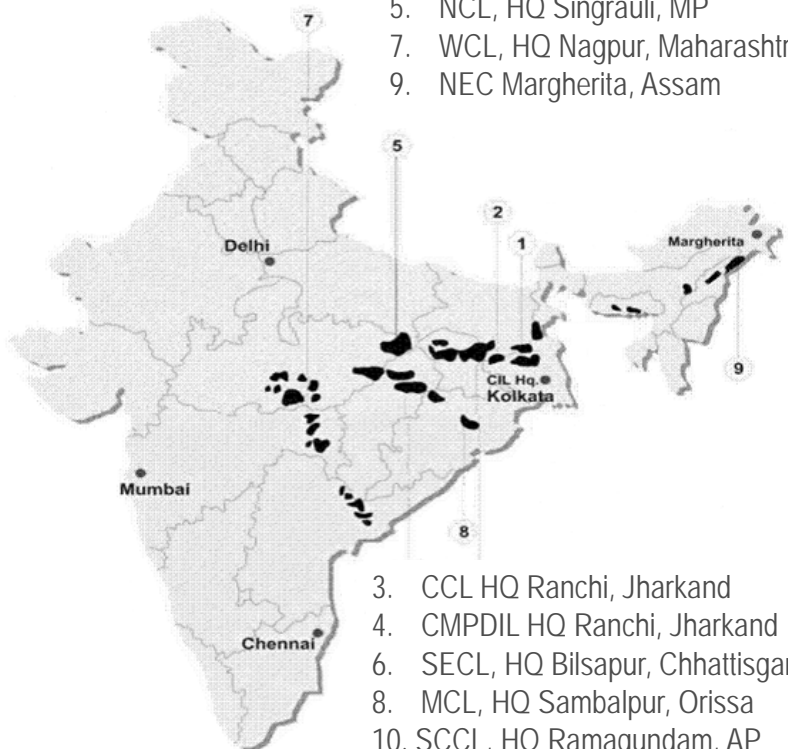 5. NCL, HQ Singrauli, MP
7. WCL, HQ Nagpur, Maharashtr
9. NEC Margherita, Assam
7
5
2
1
Delhi
Margherita
CIL Hq.
Kolkata
9
Mumbai
8
Chennai
3. CCL HQ Ranchi, Jharkand
4. CMPDIL HQ Ranchi, Jharkand
6. SECL, HQ Bilsapur, Chhattisgar
8. MCL, HQ Sambalpur, Orissa
10. SCCL, HQ Ramagundam, AP